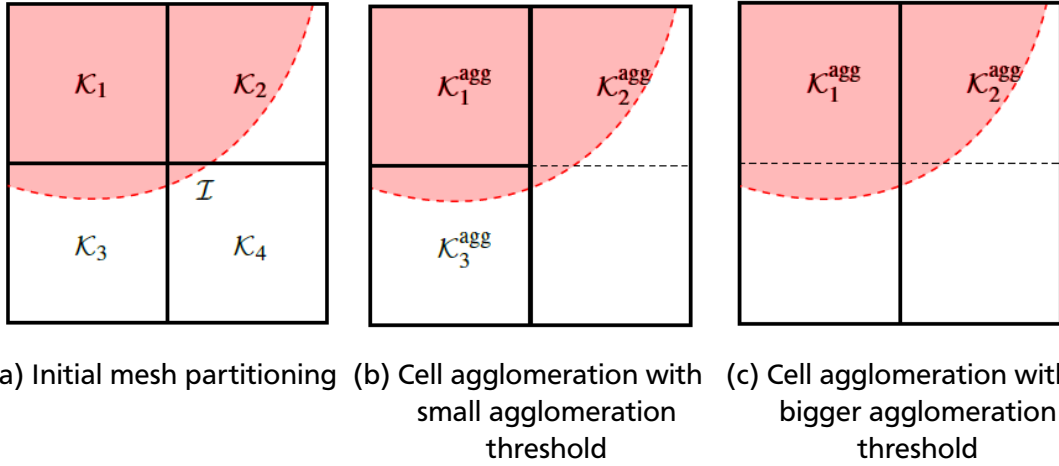 𝒦₁ 𝒦₂
ℐ
𝒦₃ 𝒦₄
a) Initial mesh partitioning
𝒦₁ᵃᵍᵍ 𝒦₂ᵃᵍᵍ
𝒦₃ᵃᵍᵍ
(b) Cell agglomeration with
small agglomeration
threshold
𝒦₁ᵃᵍᵍ 𝒦₂ᵃᵍᵍ
(c) Cell agglomeration with
bigger agglomeration
threshold